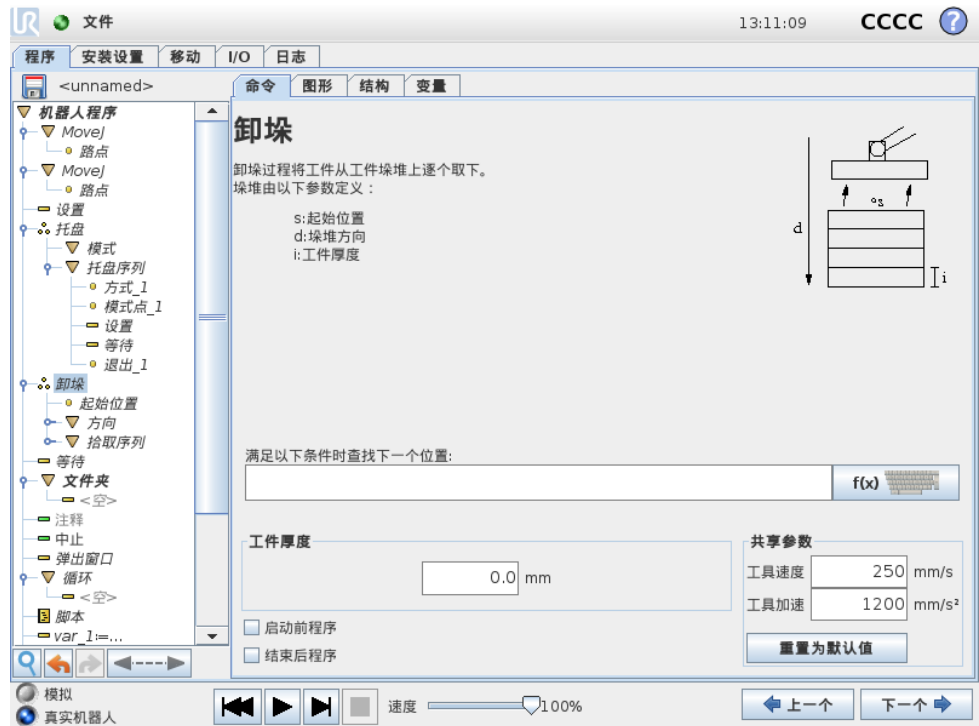 UR 文件 13:11:09 CCCC ?
程序 安装设置 移动 I/O 日志
<unnamed>
命令 图形 结构 变量
机器人程序
MoveJ
路点
MoveJ
路点
设置
托盘
模式
托盘序列
方式_1
模式点_1
设置
等待
退出_1
卸垛
起始位置
方向
拾取序列
等待
文件夹
<空>
注释
中止
弹出窗口
循环
<空>
脚本
var_1:=...
卸垛
卸垛过程将工件从工件垛堆上逐个取下。
垛堆由以下参数定义：
s:起始位置
d:垛堆方向
i:工件厚度
s
d
i
满足以下条件时查找下一个位置:
f(x)
工件厚度
0.0 mm
启动前程序
结束后程序
共享参数
工具速度 250 mm/s
工具加速 1200 mm/s²
重置为默认值
模拟
真实机器人
速度 100%
上一个 下一个